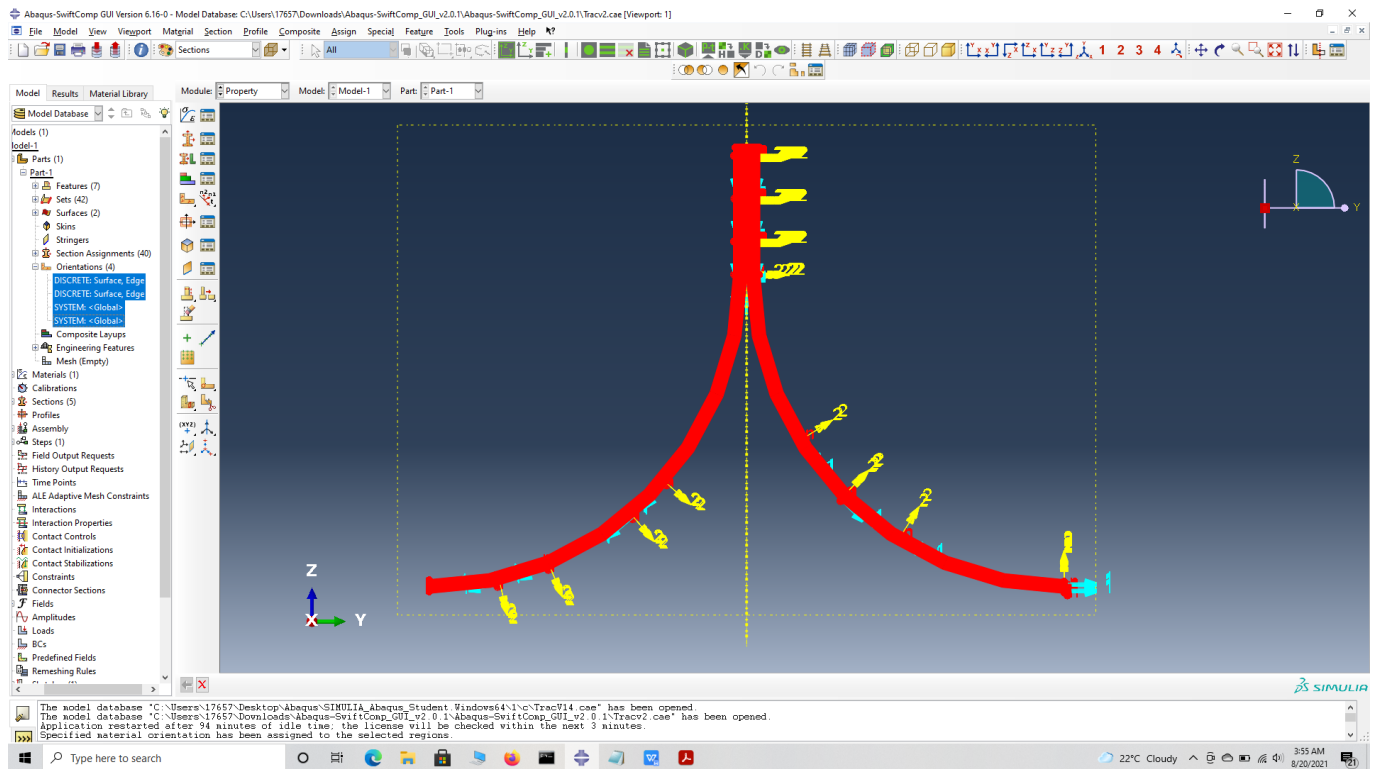 Abaqus-SwiftComp GUI Version 6.16-0 - Model Database: C:\Users\17657\Downloads\Abaqus-SwiftComp_GUI_v2.0.1\Abaqus-SwiftComp_GUI_v2.0.1\Tracv2.cae [Viewport: 1]
File Model View Viewport Material Section Profile Composite Assign Special Feature Tools Plug-ins Help
Sections All 1 2 3 4
Model Results Material Library Module: Property Model: Model-1 Part: Part-1
Model Database
Models (1)
lodel-1
Parts (1)
Part-1
Features (7)
Sets (42)
Surfaces (2)
Skins
Stringers
Section Assignments (40)
Orientations (4)
DISCRETE: Surface, Edge
DISCRETE: Surface, Edge
SYSTEM: <Global>
SYSTEM: <Global>
Composite Layups
Engineering Features
Mesh (Empty)
Materials (1)
Calibrations
Sections (5)
Profiles
Assembly
Steps (1)
Field Output Requests
History Output Requests
Time Points
ALE Adaptive Mesh Constraints
Interactions
Interaction Properties
Contact Controls
Contact Initializations
Contact Stabilizations
Constraints
Connector Sections
Fields
Amplitudes
Loads
BCs
Predefined Fields
Remeshing Rules
(XYZ)
Z
Y
X
Z
X Y
2 2 2 2 2 2
1
SIMULIA
The model database "C:\Users\17657\Desktop\Abaqus\SIMULIA_Abaqus_Student.Windows64\1\c\TracV14.cae" has been opened.
The model database "C:\Users\17657\Downloads\Abaqus-SwiftComp_GUI_v2.0.1\Abaqus-SwiftComp_GUI_v2.0.1\Tracv2.cae" has been opened.
Application restarted after 94 minutes of idle time; the license will be checked within the next 3 minutes.
Specified material orientation has been assigned to the selected regions.
Type here to search
22°C Cloudy
3:55 AM
8/20/2021
21